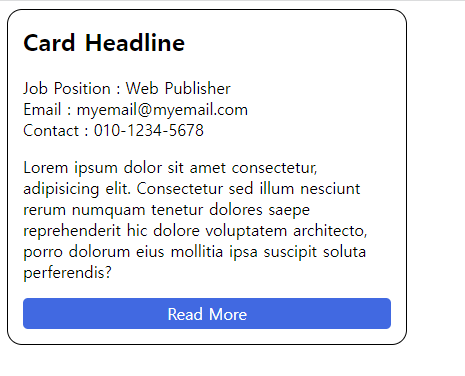 Card Headline
Job Position : Web Publisher
Email : myemail@myemail.com
Contact : 010-1234-5678
Lorem ipsum dolor sit amet consectetur,
adipisicing elit. Consectetur sed illum nesciunt
rerum numquam tenetur dolores saepe
reprehenderit hic dolore voluptatem architecto,
porro dolorum eius mollitia ipsa suscipit soluta
perferendis?
Read More